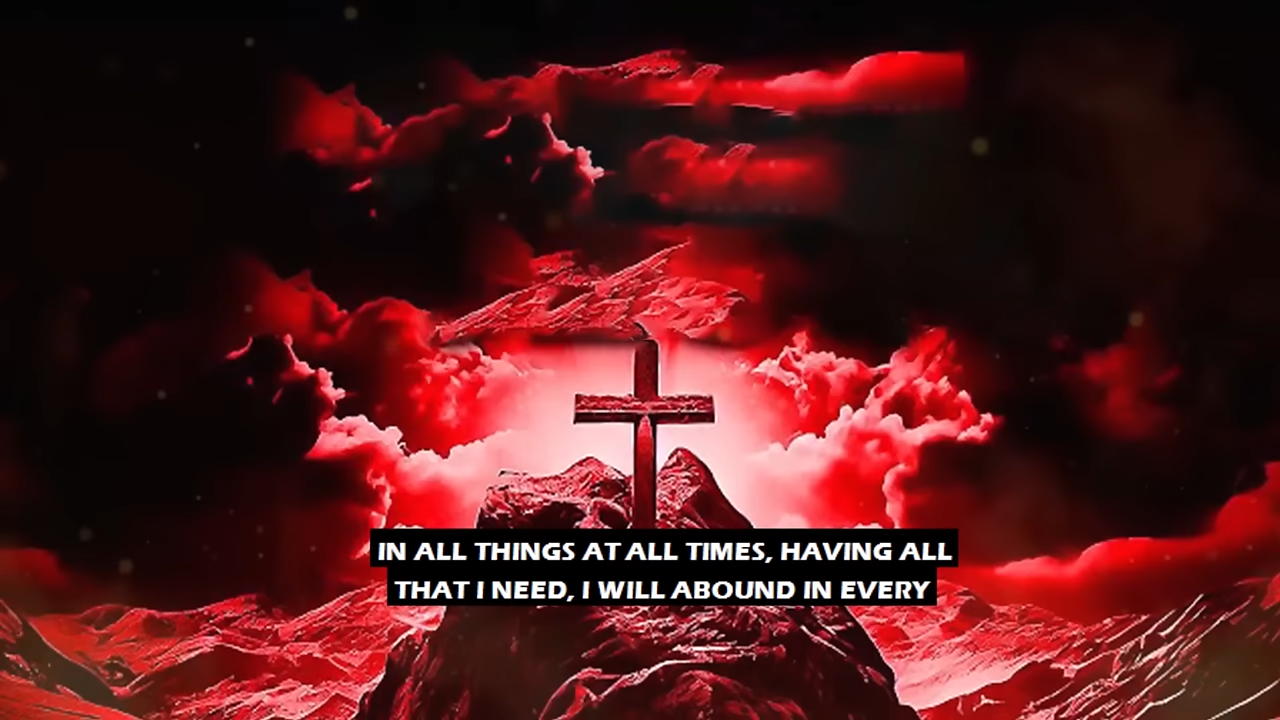 IN ALL THINGS AT ALL TIMES, HAVING ALL
THAT I NEED, I WILL ABOUND IN EVERY